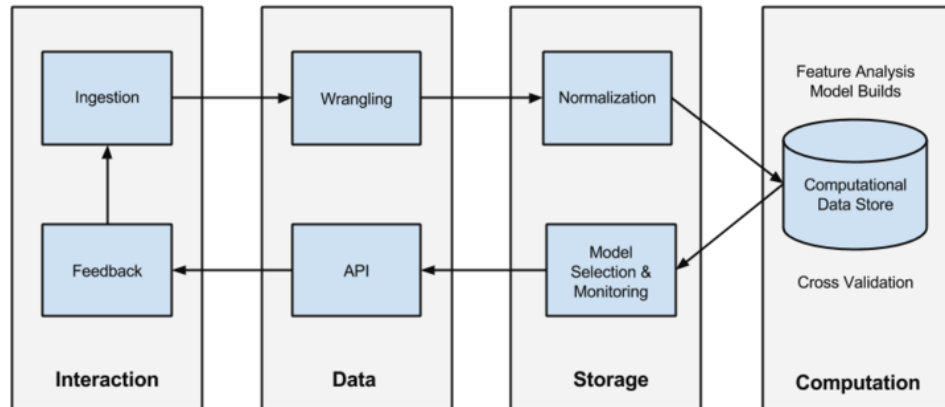 Ingestion
Wrangling
Normalization
Feature Analysis
Model Builds
Computational
Data Store
Feedback
API
Model
Selection &
Monitoring
Cross Validation
Interaction
Data
Storage
Computation